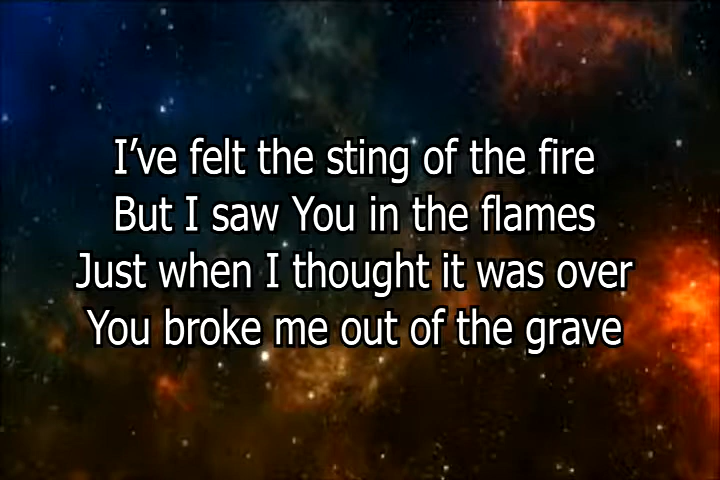 I’ve felt the sting of the fire
But I saw You in the flames
Just when I thought it was over
You broke me out of the grave